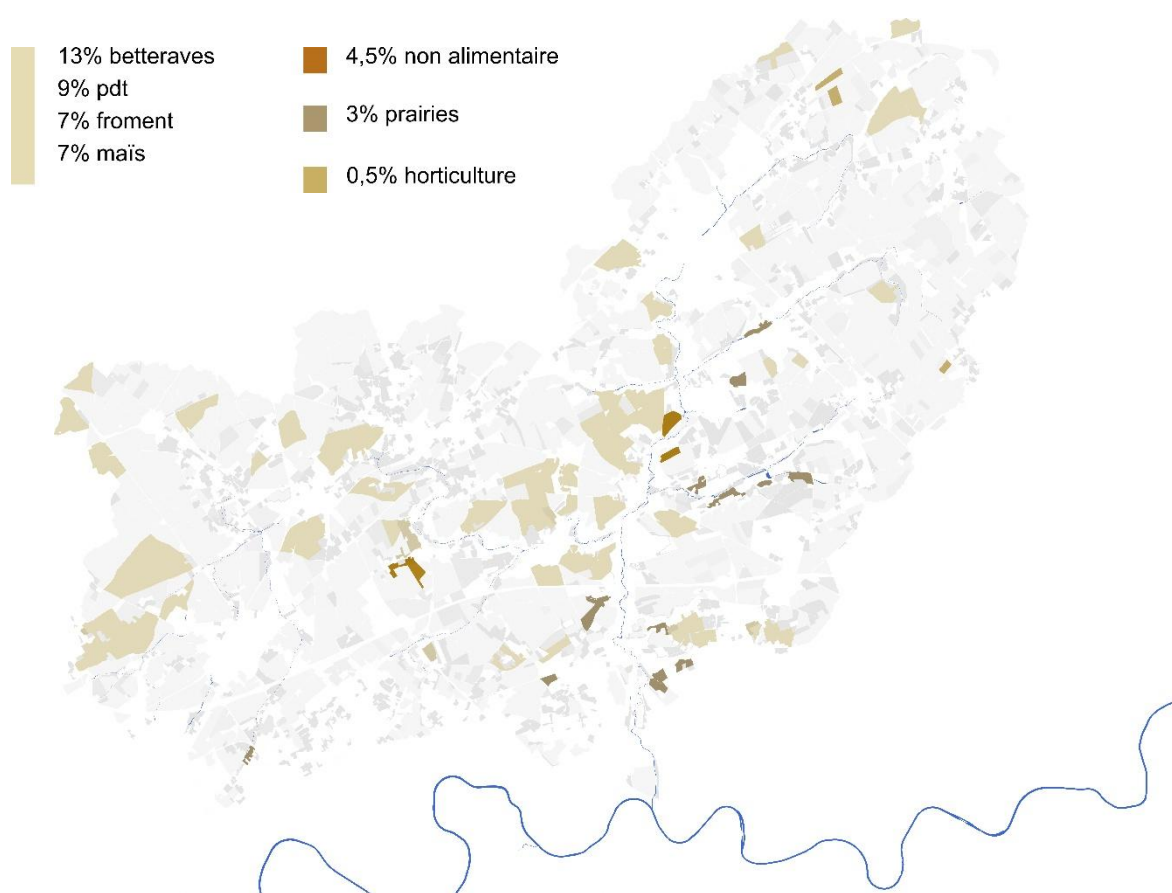 13% betteraves
9% pdt
7% froment
7% maïs
4,5% non alimentaire
3% prairies
0,5% horticulture